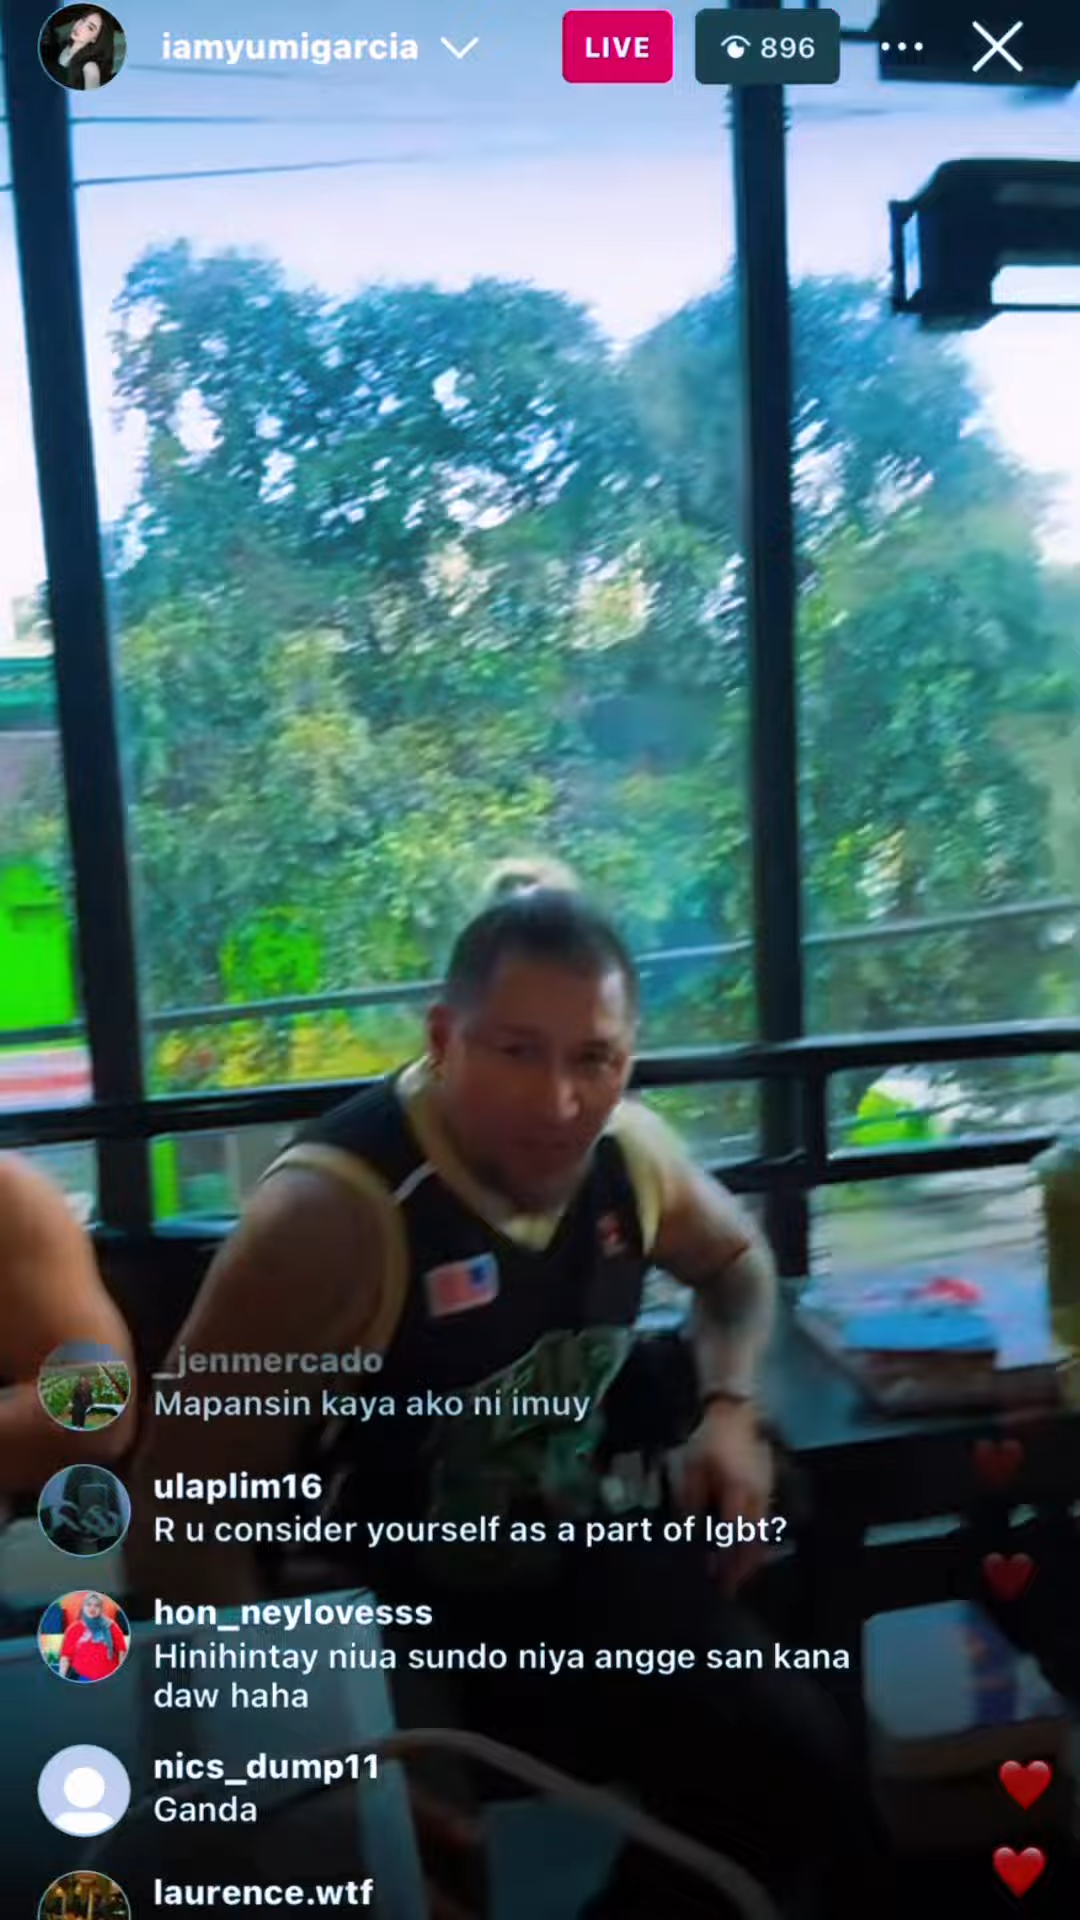 iamyumigarcia
LIVE
896
_jenmercado
Mapansin kaya ako ni imuy
ulaplim16
R u consider yourself as a part of lgbt?
hon_neylovesss
Hinihintay niua sundo niya angge san kana
daw haha
nics_dump11
Ganda
laurence.wtf